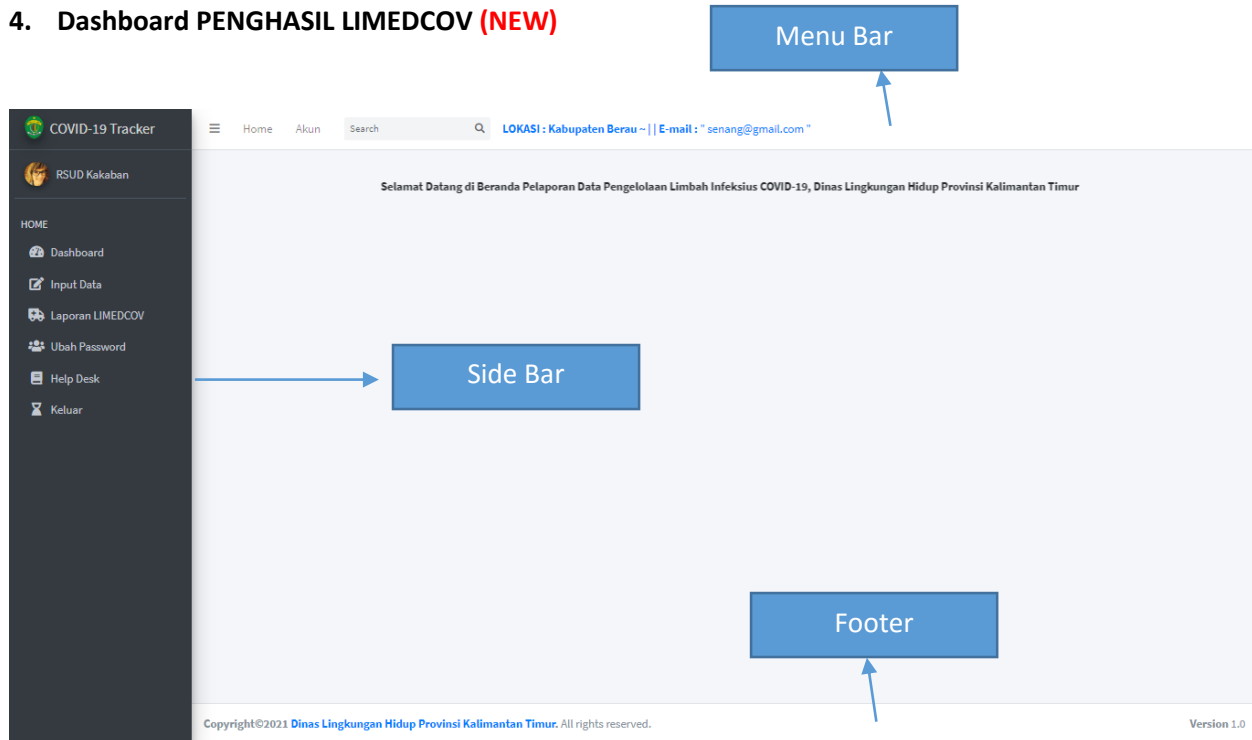 4. Dashboard PENGHASIL LIMEDCOV (NEW)
Menu Bar
COVID-19 Tracker
Home Akun Search LOKASI : Kabupaten Berau ~ | | E-mail : " senang@gmail.com "
RSUD Kakaban
Selamat Datang di Beranda Pelaporan Data Pengelolaan Limbah Infeksius COVID-19, Dinas Lingkungan Hidup Provinsi Kalimantan Timur
HOME
Dashboard
Input Data
Laporan LIMEDCOV
Ubah Password
Help Desk
Keluar
Side Bar
Footer
Copyright©2021 Dinas Lingkungan Hidup Provinsi Kalimantan Timur. All rights reserved. Version 1.0